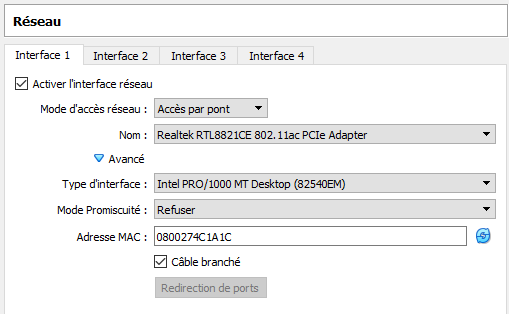 Réseau
Interface 1 Interface 2 Interface 3 Interface 4
Activer l'interface réseau
Mode d'accès réseau : Accès par pont
Nom : Realtek RTL8821CE 802.11ac PCIe Adapter
Avancé
Type d'interface : Intel PRO/1000 MT Desktop (82540EM)
Mode Promiscuité : Refuser
Adresse MAC : 0800274C1A1C
Câble branché
Redirection de ports